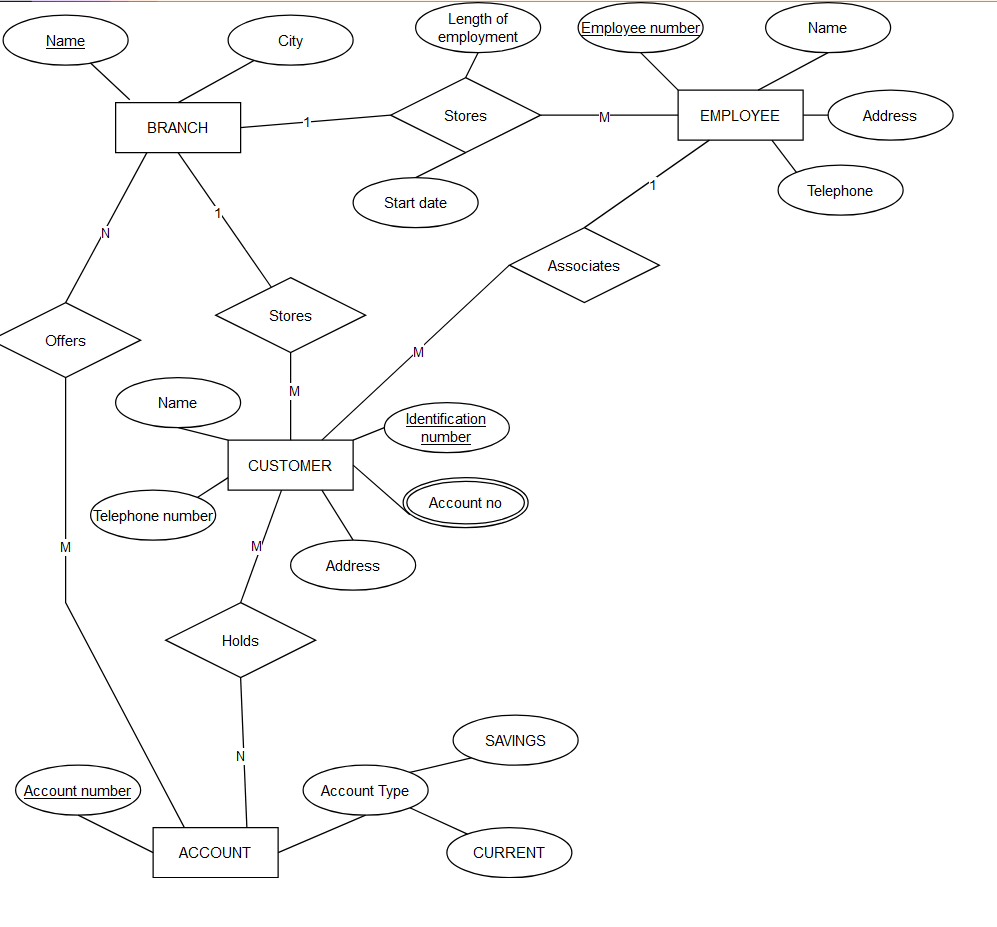 Length of
employment
Name
City
Employee number
Name
BRANCH
1
Stores
M
EMPLOYEE
Address
Start date
Telephone
1
1
N
Associates
Offers
Stores
M
M
Name
Identification
number
CUSTOMER
Account no
Telephone number
M
M
Address
Holds
N
SAVINGS
Account number
Account Type
ACCOUNT
CURRENT